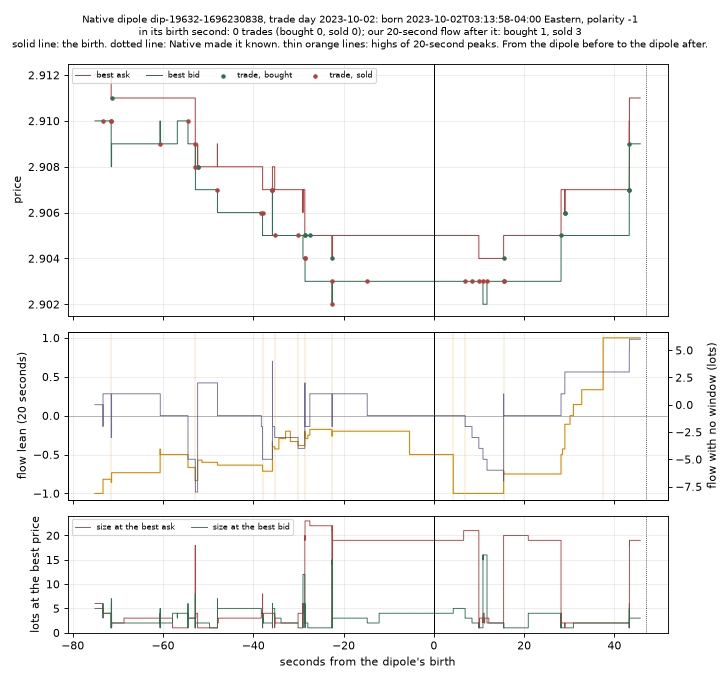 Native dipole dip-19632-1696230838, trade day 2023-10-02: born 2023-10-02T03:13:58-04:00 Eastern, polarity -1
in its birth second: 0 trades (bought 0, sold 0); our 20-second flow after it: bought 1, sold 3
solid line: the birth. dotted line: Native made it known. thin orange lines: highs of 20-second peaks. From the dipole before to the dipole after.
best ask best bid trade, bought trade, sold
2.912
2.910
2.908
2.906
2.904
2.902
price
1.0
0.5
0.0
−0.5
−1.0
flow lean (20 seconds)
5.0
2.5
0.0
−2.5
−5.0
−7.5
flow with no window (lots)
size at the best ask size at the best bid
20
15
10
5
0
lots at the best price
−80 −60 −40 −20 0 20 40
seconds from the dipole's birth